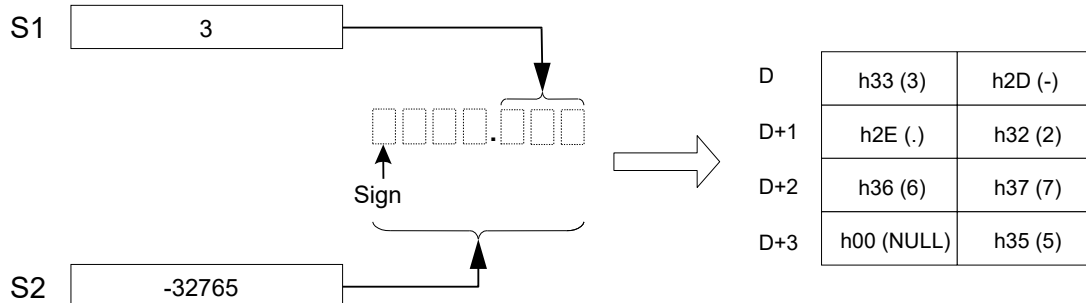 S1 3
.
Sign
S2 -32765
D h33 (3) h2D (-)
D+1 h2E (.) h32 (2)
D+2 h36 (6) h37 (7)
D+3 h00 (NULL) h35 (5)